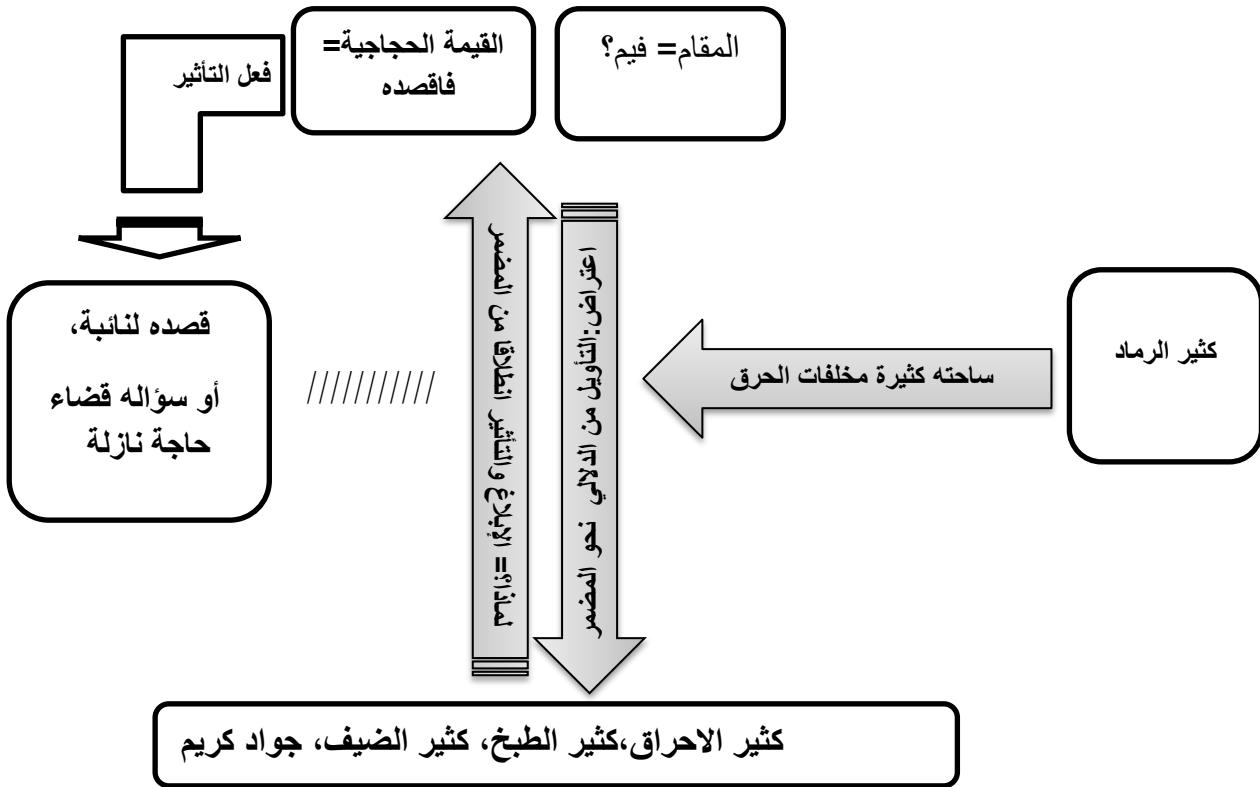 المقام= فيم؟
القيمة الحجاجية=
فاقصده
فعل التأثير
كثير الرماد
ساحته كثيرة مخلفات الحرق
اعتراض:التأويل من الدلالي نحو المضمر
لماذا؟= الإبلاغ والتأثير انطلاقا من المضمر
///////////
قصده لنائبة،
أو سؤاله قضاء
حاجة نازلة
كثير الاحراق،كثير الطبخ، كثير الضيف، جواد كريم